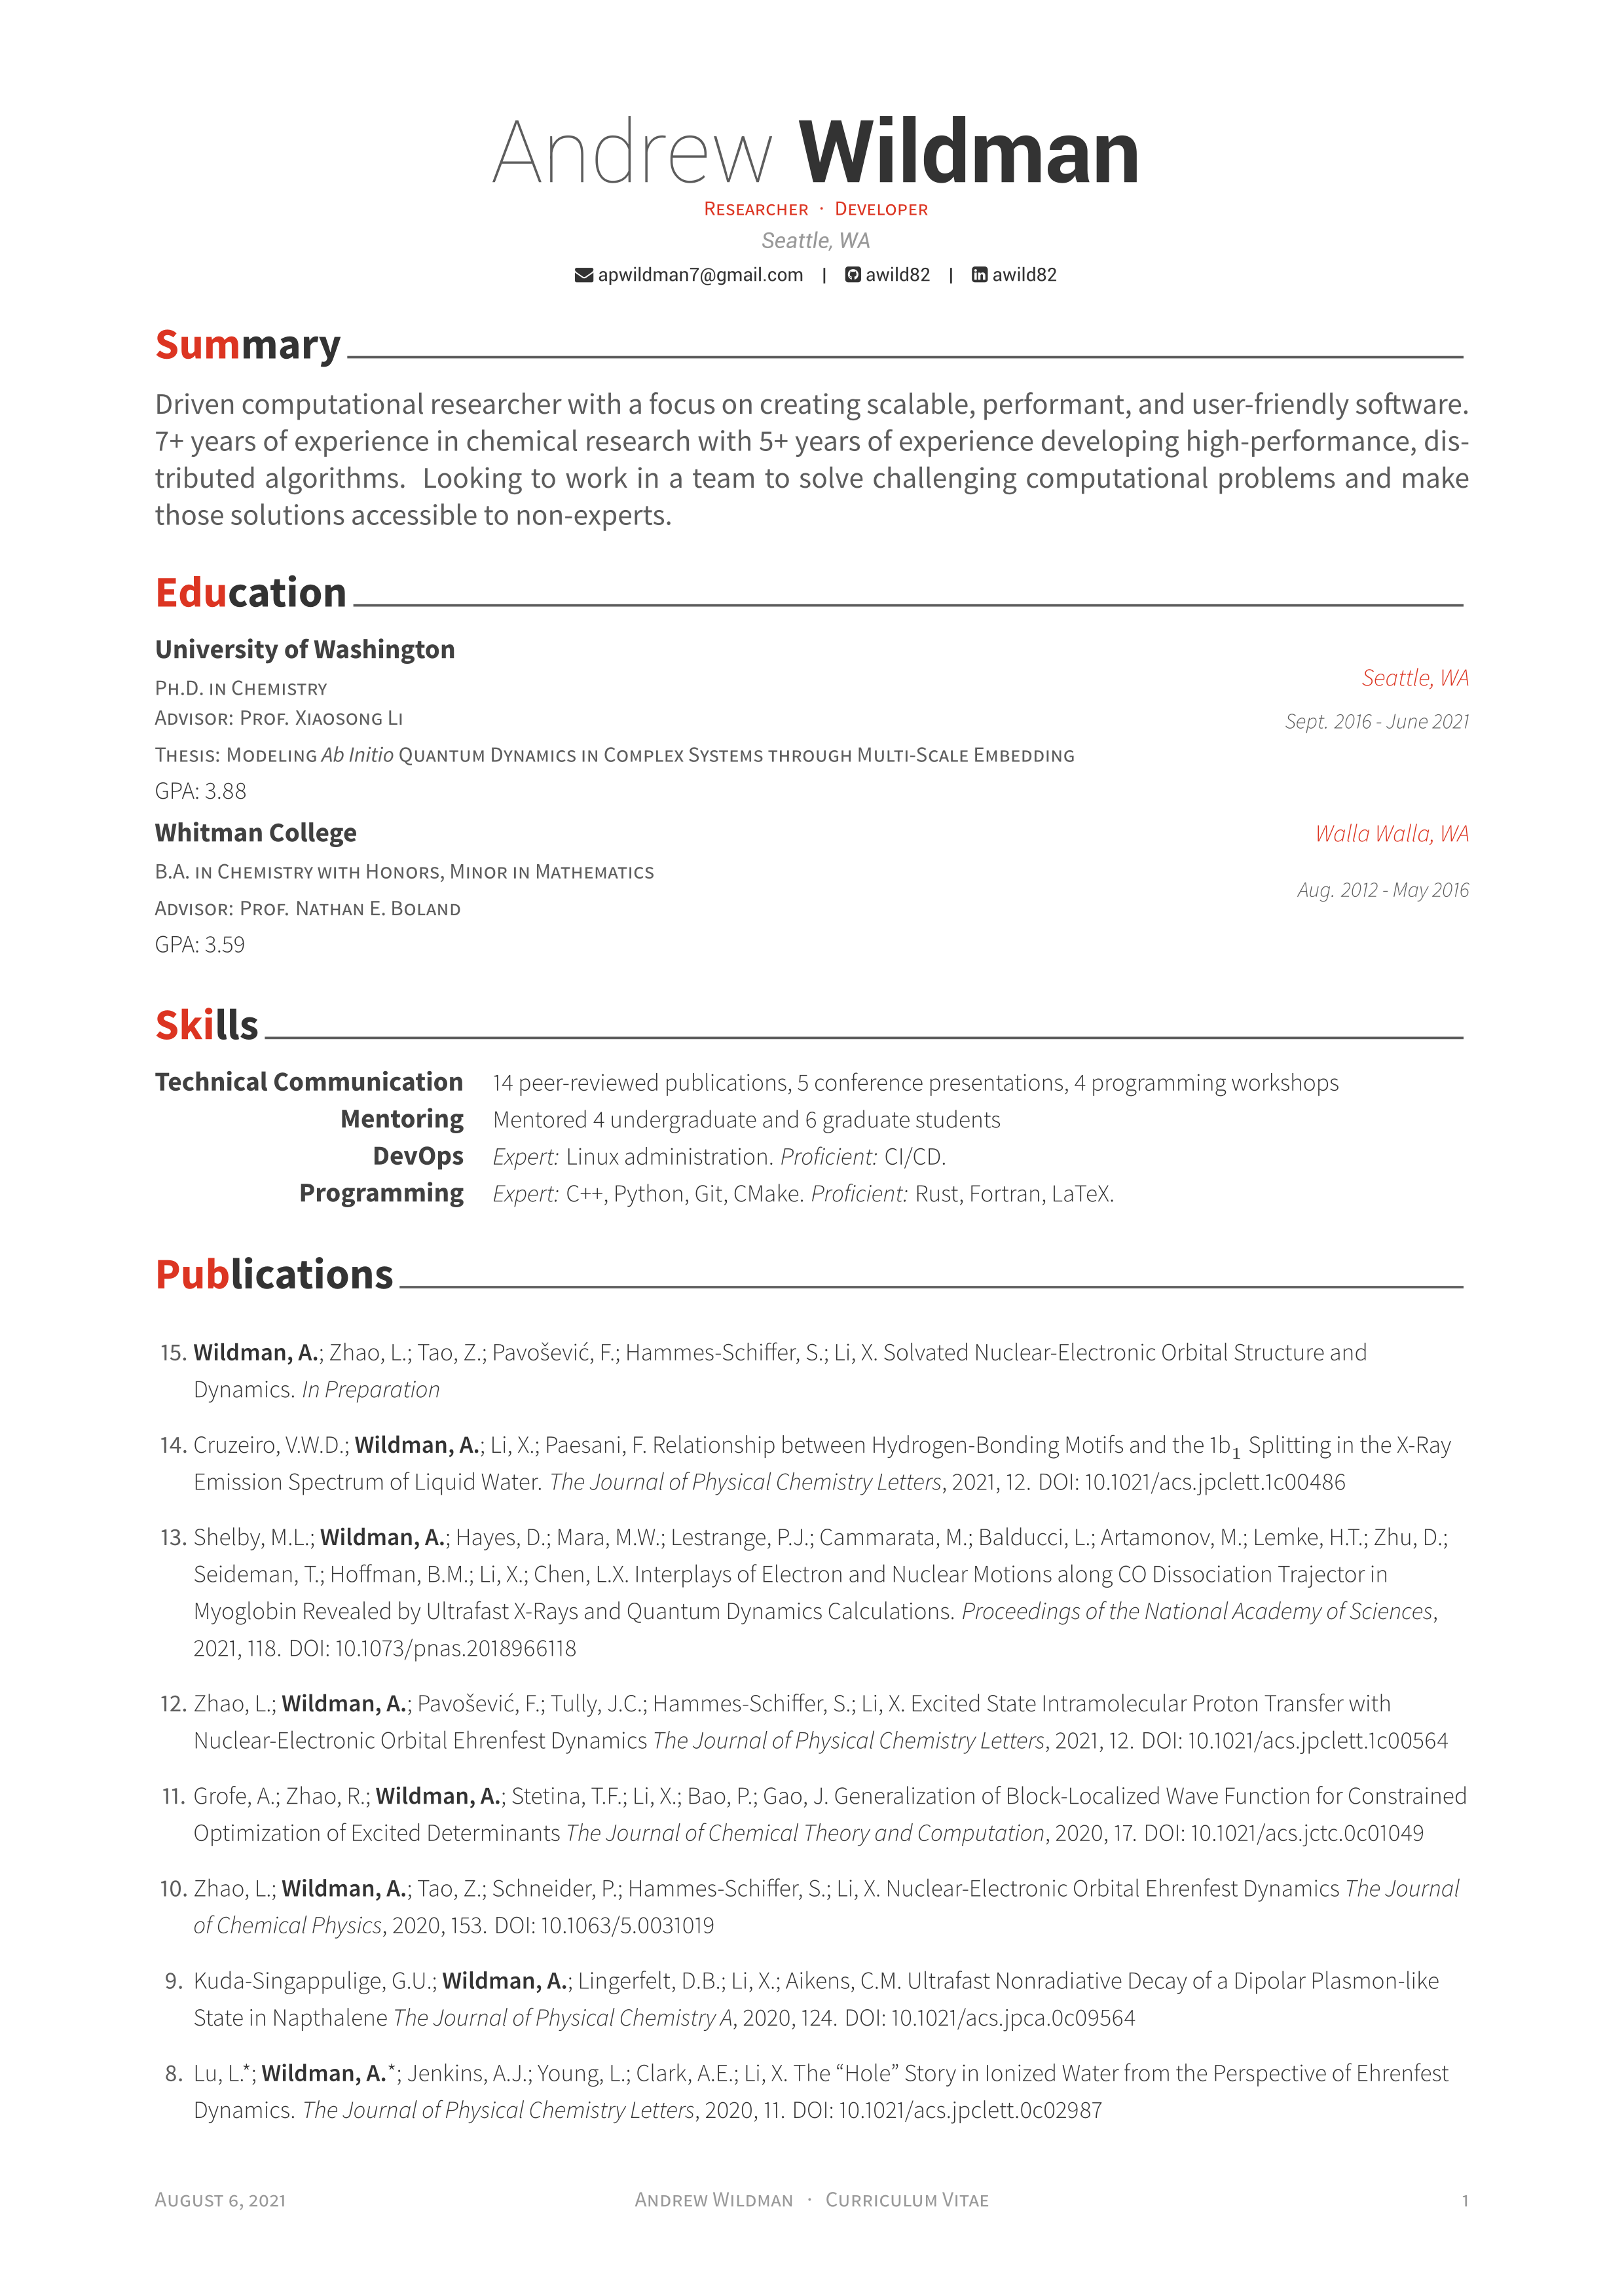 Andrew Wildman
Researcher · Developer
Seattle, WA
apwildman7@gmail.com | awild82 | awild82
Summary
Driven computational researcher with a focus on creating scalable, performant, and user-friendly software.
7+ years of experience in chemical research with 5+ years of experience developing high-performance, dis-
tributed algorithms. Looking to work in a team to solve challenging computational problems and make
those solutions accessible to non-experts.
Education
University of Washington
Seattle, WA
Ph.D. in Chemistry
Advisor: Prof. Xiaosong Li
Sept. 2016 - June 2021
Thesis: Modeling Ab Initio Quantum Dynamics in Complex Systems through Multi-Scale Embedding
GPA: 3.88
Whitman College Walla Walla, WA
B.A. in Chemistry with Honors, Minor in Mathematics
Aug. 2012 - May 2016
Advisor: Prof. Nathan E. Boland
GPA: 3.59
Skills
Technical Communication 14 peer-reviewed publications, 5 conference presentations, 4 programming workshops
Mentoring Mentored 4 undergraduate and 6 graduate students
DevOps Expert: Linux administration. Proficient: CI/CD.
Programming Expert: C++, Python, Git, CMake. Proficient: Rust, Fortran, LaTeX.
Publications
15. Wildman, A.; Zhao, L.; Tao, Z.; Pavošević, F.; Hammes-Schiffer, S.; Li, X. Solvated Nuclear-Electronic Orbital Structure and
Dynamics. In Preparation
14. Cruzeiro, V.W.D.; Wildman, A.; Li, X.; Paesani, F. Relationship between Hydrogen-Bonding Motifs and the 1b₁ Splitting in the X-Ray
Emission Spectrum of Liquid Water. The Journal of Physical Chemistry Letters, 2021, 12. DOI: 10.1021/acs.jpclett.1c00486
13. Shelby, M.L.; Wildman, A.; Hayes, D.; Mara, M.W.; Lestrange, P.J.; Cammarata, M.; Balducci, L.; Artamonov, M.; Lemke, H.T.; Zhu, D.;
Seideman, T.; Hoffman, B.M.; Li, X.; Chen, L.X. Interplays of Electron and Nuclear Motions along CO Dissociation Trajector in
Myoglobin Revealed by Ultrafast X-Rays and Quantum Dynamics Calculations. Proceedings of the National Academy of Sciences,
2021, 118. DOI: 10.1073/pnas.2018966118
12. Zhao, L.; Wildman, A.; Pavošević, F.; Tully, J.C.; Hammes-Schiffer, S.; Li, X. Excited State Intramolecular Proton Transfer with
Nuclear-Electronic Orbital Ehrenfest Dynamics The Journal of Physical Chemistry Letters, 2021, 12. DOI: 10.1021/acs.jpclett.1c00564
11. Grofe, A.; Zhao, R.; Wildman, A.; Stetina, T.F.; Li, X.; Bao, P.; Gao, J. Generalization of Block-Localized Wave Function for Constrained
Optimization of Excited Determinants The Journal of Chemical Theory and Computation, 2020, 17. DOI: 10.1021/acs.jctc.0c01049
10. Zhao, L.; Wildman, A.; Tao, Z.; Schneider, P.; Hammes-Schiffer, S.; Li, X. Nuclear-Electronic Orbital Ehrenfest Dynamics The Journal
of Chemical Physics, 2020, 153. DOI: 10.1063/5.0031019
9. Kuda-Singappulige, G.U.; Wildman, A.; Lingerfelt, D.B.; Li, X.; Aikens, C.M. Ultrafast Nonradiative Decay of a Dipolar Plasmon-like
State in Napthalene The Journal of Physical Chemistry A, 2020, 124. DOI: 10.1021/acs.jpca.0c09564
8. Lu, L.*; Wildman, A.*; Jenkins, A.J.; Young, L.; Clark, A.E.; Li, X. The “Hole” Story in Ionized Water from the Perspective of Ehrenfest
Dynamics. The Journal of Physical Chemistry Letters, 2020, 11. DOI: 10.1021/acs.jpclett.0c02987
August 6, 2021 Andrew Wildman · Curriculum Vitae 1